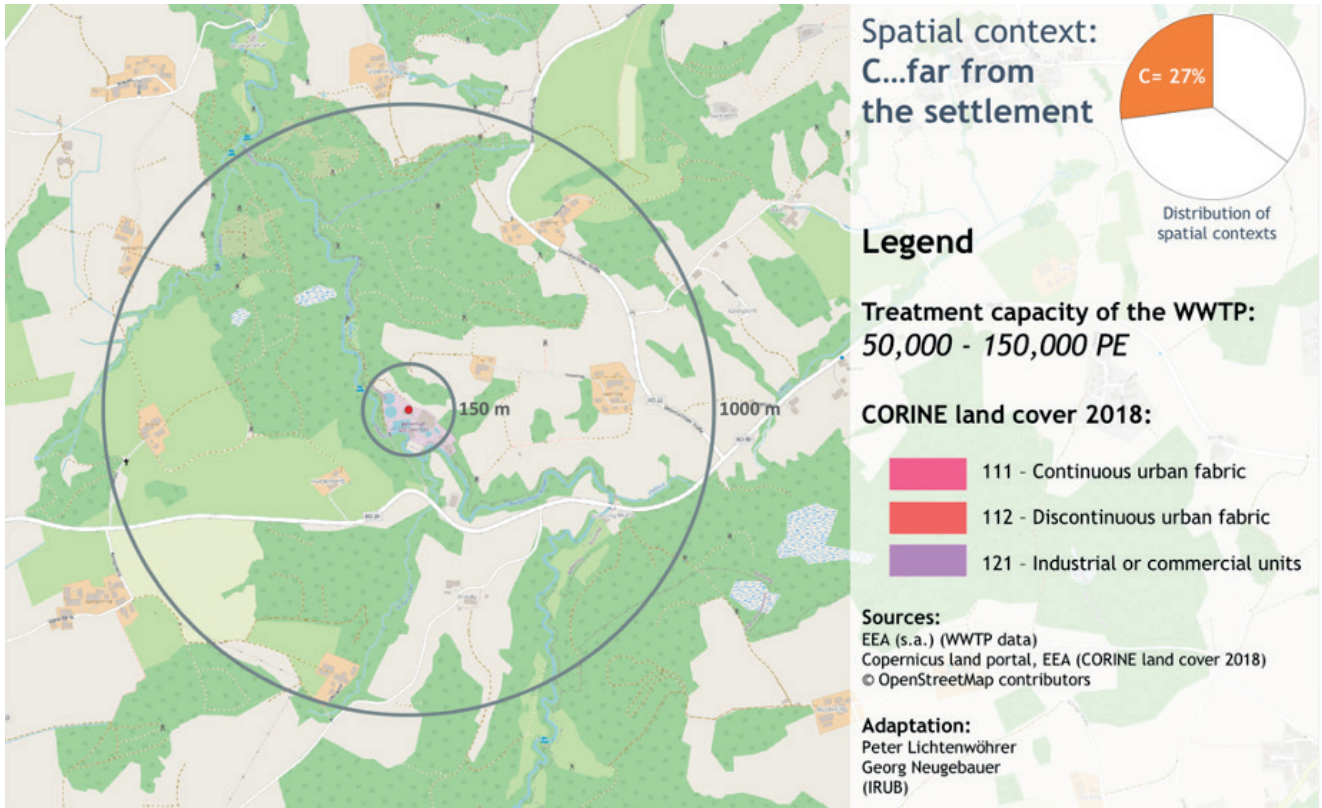 Spatial context:
C...far from
the settlement
C= 27%
Distribution of
spatial contexts
Legend
Treatment capacity of the WWTP:
50,000 - 150,000 PE
CORINE land cover 2018:
111 – Continuous urban fabric
112 – Discontinuous urban fabric
121 – Industrial or commercial units
Sources:
EEA (s.a.) (WWTP data)
Copernicus land portal, EEA (CORINE land cover 2018)
© OpenStreetMap contributors
Adaptation:
Peter Lichtenwöhrer
Georg Neugebauer
(IRUB)
150 m
1000 m